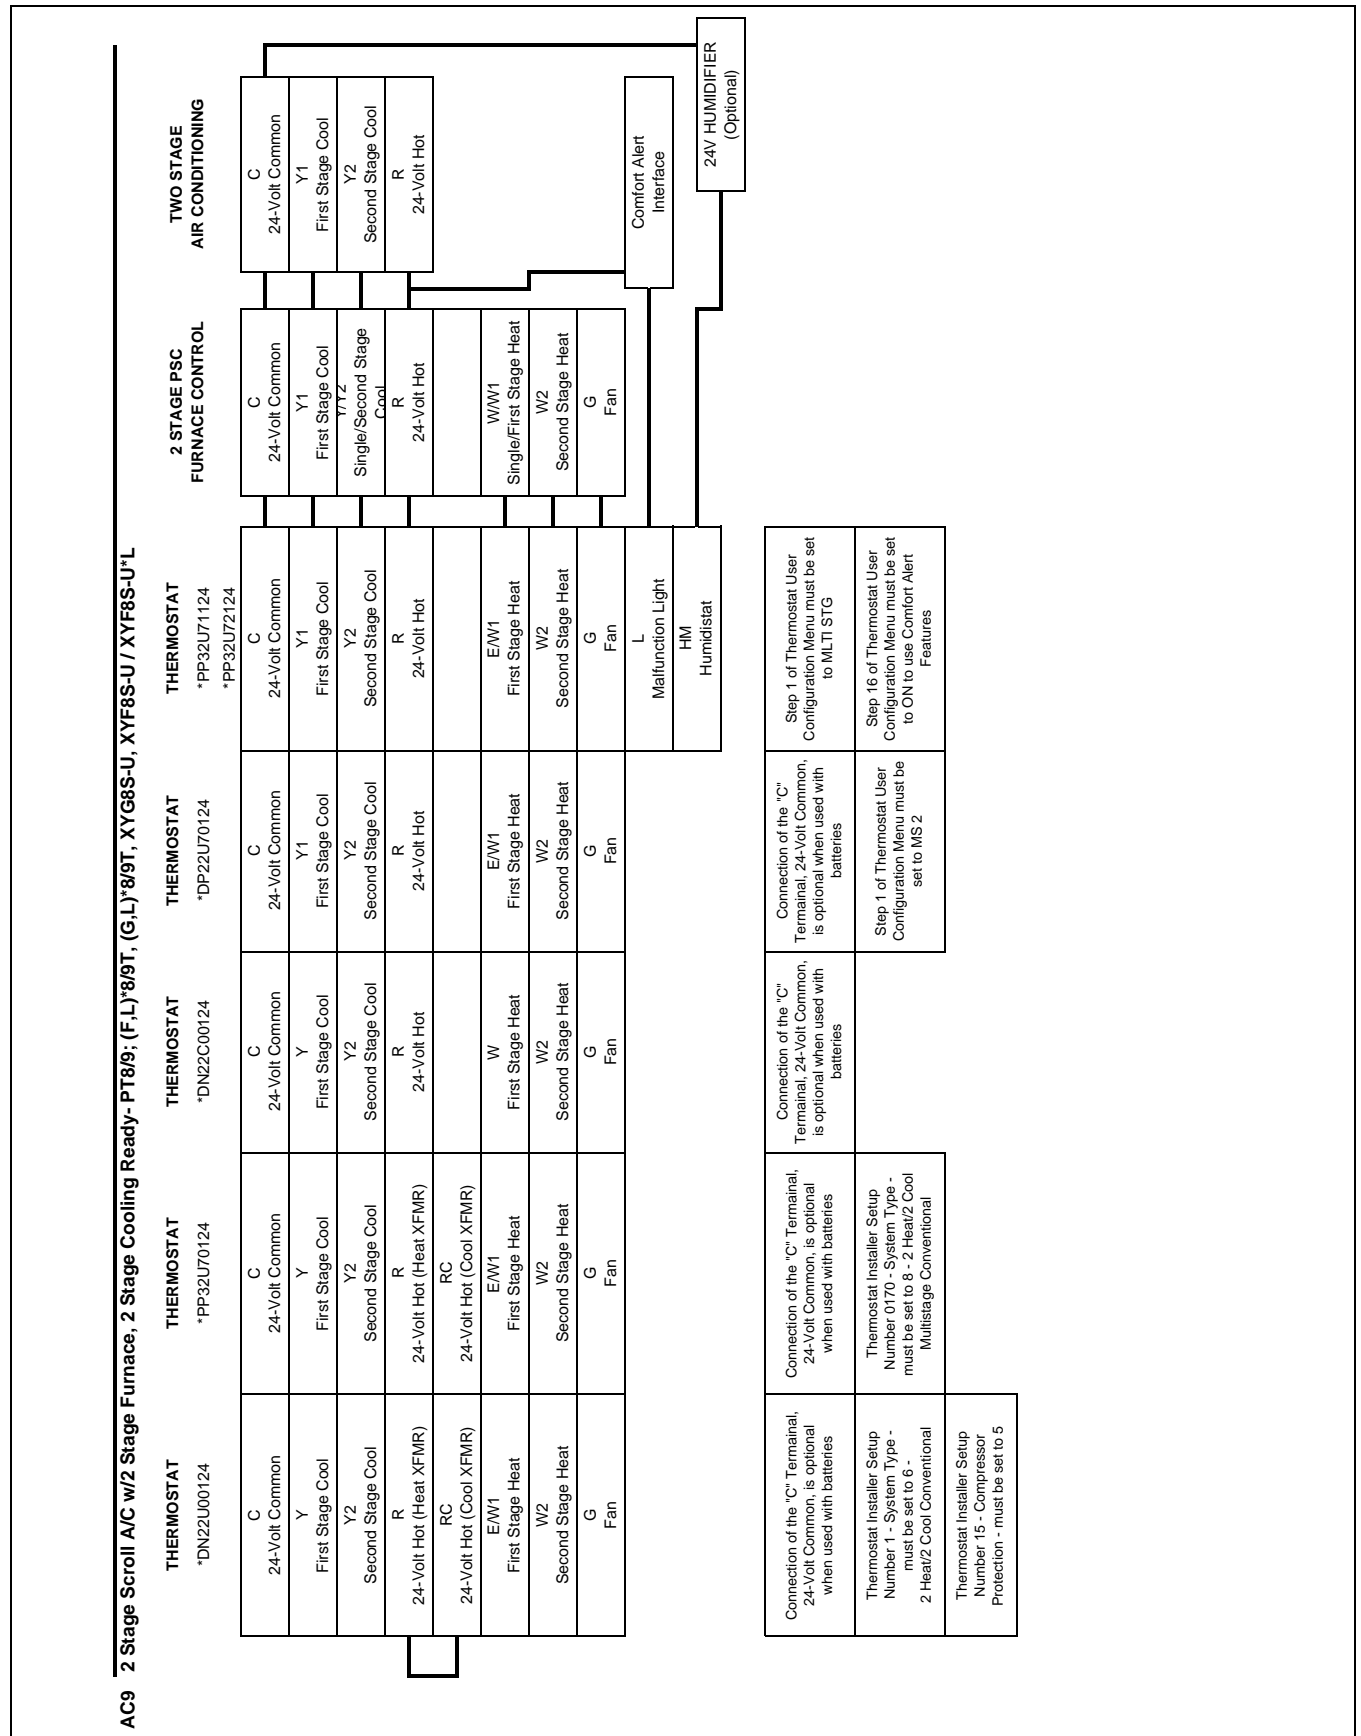 AC9 2 Stage Scroll A/C w/2 Stage Furnace, 2 Stage Cooling Ready- PT8/9; (F,L)*8/9T, (G,L)*8/9T, XYG8S-U, XYF8S-U / XYF8S-U*L
THERMOSTAT
*DN22U00124
C
24-Volt Common
Y
First Stage Cool
Y2
Second Stage Cool
R
24-Volt Hot (Heat XFMR)
RC
24-Volt Hot (Cool XFMR)
E/W1
First Stage Heat
W2
Second Stage Heat
G
Fan
Connection of the "C" Termainal,
24-Volt Common, is optional
when used with batteries
Thermostat Installer Setup
Number 1 - System Type -
must be set to 6 -
2 Heat/2 Cool Conventional
Thermostat Installer Setup
Number 15 - Compressor
Protection - must be set to 5
THERMOSTAT
*PP32U70124
C
24-Volt Common
Y
First Stage Cool
Y2
Second Stage Cool
R
24-Volt Hot (Heat XFMR)
RC
24-Volt Hot (Cool XFMR)
E/W1
First Stage Heat
W2
Second Stage Heat
G
Fan
Connection of the "C" Termainal,
24-Volt Common, is optional
when used with batteries
Thermostat Installer Setup
Number 0170 - System Type -
must be set to 8 - 2 Heat/2 Cool
Multistage Conventional
THERMOSTAT
*DN22C00124
C
24-Volt Common
Y
First Stage Cool
Y2
Second Stage Cool
R
24-Volt Hot
W
First Stage Heat
W2
Second Stage Heat
G
Fan
Connection of the "C"
Termainal, 24-Volt Common,
is optional when used with
batteries
THERMOSTAT
*DP22U70124
C
24-Volt Common
Y1
First Stage Cool
Y2
Second Stage Cool
R
24-Volt Hot
E/W1
First Stage Heat
W2
Second Stage Heat
G
Fan
Connection of the "C"
Termainal, 24-Volt Common,
is optional when used with
batteries
Step 1 of Thermostat User
Configuration Menu must be
set to MS 2
THERMOSTAT
*PP32U71124
*PP32U72124
C
24-Volt Common
Y1
First Stage Cool
Y2
Second Stage Cool
R
24-Volt Hot
E/W1
First Stage Heat
W2
Second Stage Heat
G
Fan
L
Malfunction Light
HM
Humidistat
Step 1 of Thermostat User
Configuration Menu must be set
to MLTI STG
Step 16 of Thermostat User
Configuration Menu must be set
to ON to use Comfort Alert
Features
2 STAGE PSC
FURNACE CONTROL
C
24-Volt Common
Y1
First Stage Cool
Y/Y2
Single/Second Stage
Cool
R
24-Volt Hot
W/W1
Single/First Stage Heat
W2
Second Stage Heat
G
Fan
TWO STAGE
AIR CONDITIONING
C
24-Volt Common
Y1
First Stage Cool
Y2
Second Stage Cool
R
24-Volt Hot
Comfort Alert
Interface
24V HUMIDIFIER
(Optional)